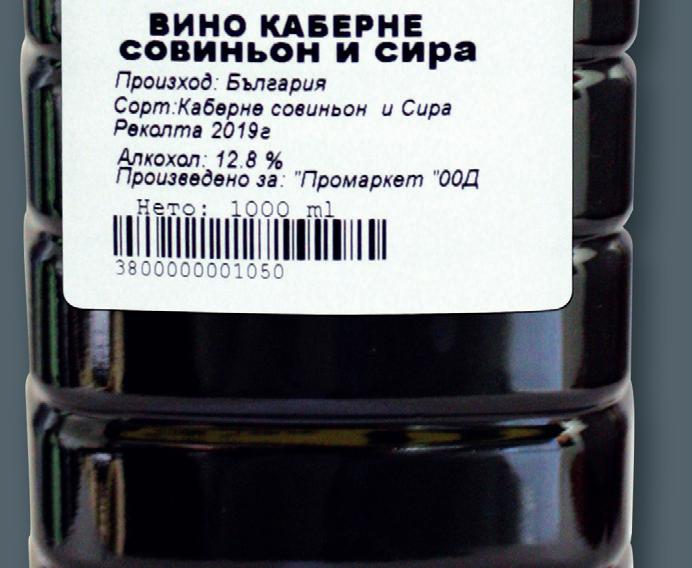 ВИНО КАБЕРНЕ
СОВИНЬОН И СИРА
Произход: България
Сорт:Каберне совиньон и Сира
Реколта 2019г
Алкохол: 12.8 %
Произведено за: "Промаркет "ООД
Нето: 1000 ml
3800000001050